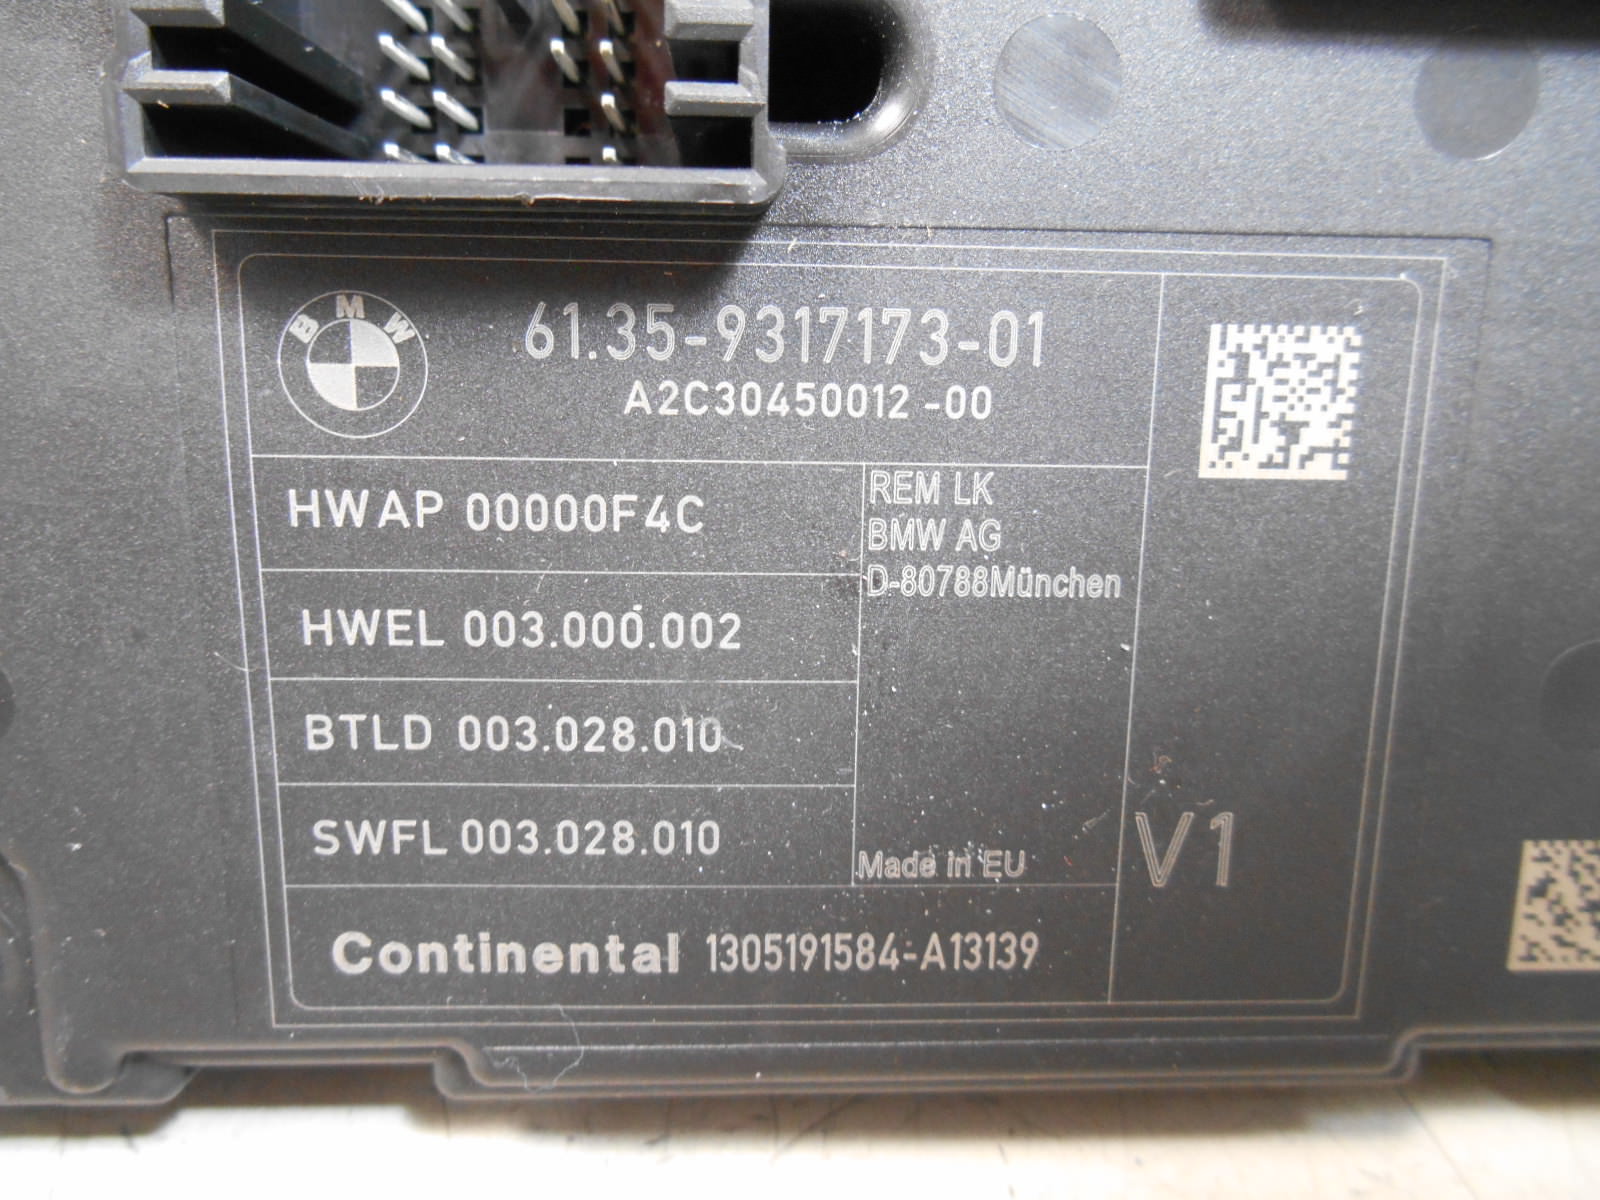 BMW
61.35-9317173-01
A2C30450012-00
HWAP 00000F4C
REM LK
BMW AG
D-80788München
HWEL 003.000.002
BTLD 003.028.010
SWFL 003.028.010
Made in EU
V1
Continental 1305191584-A13139